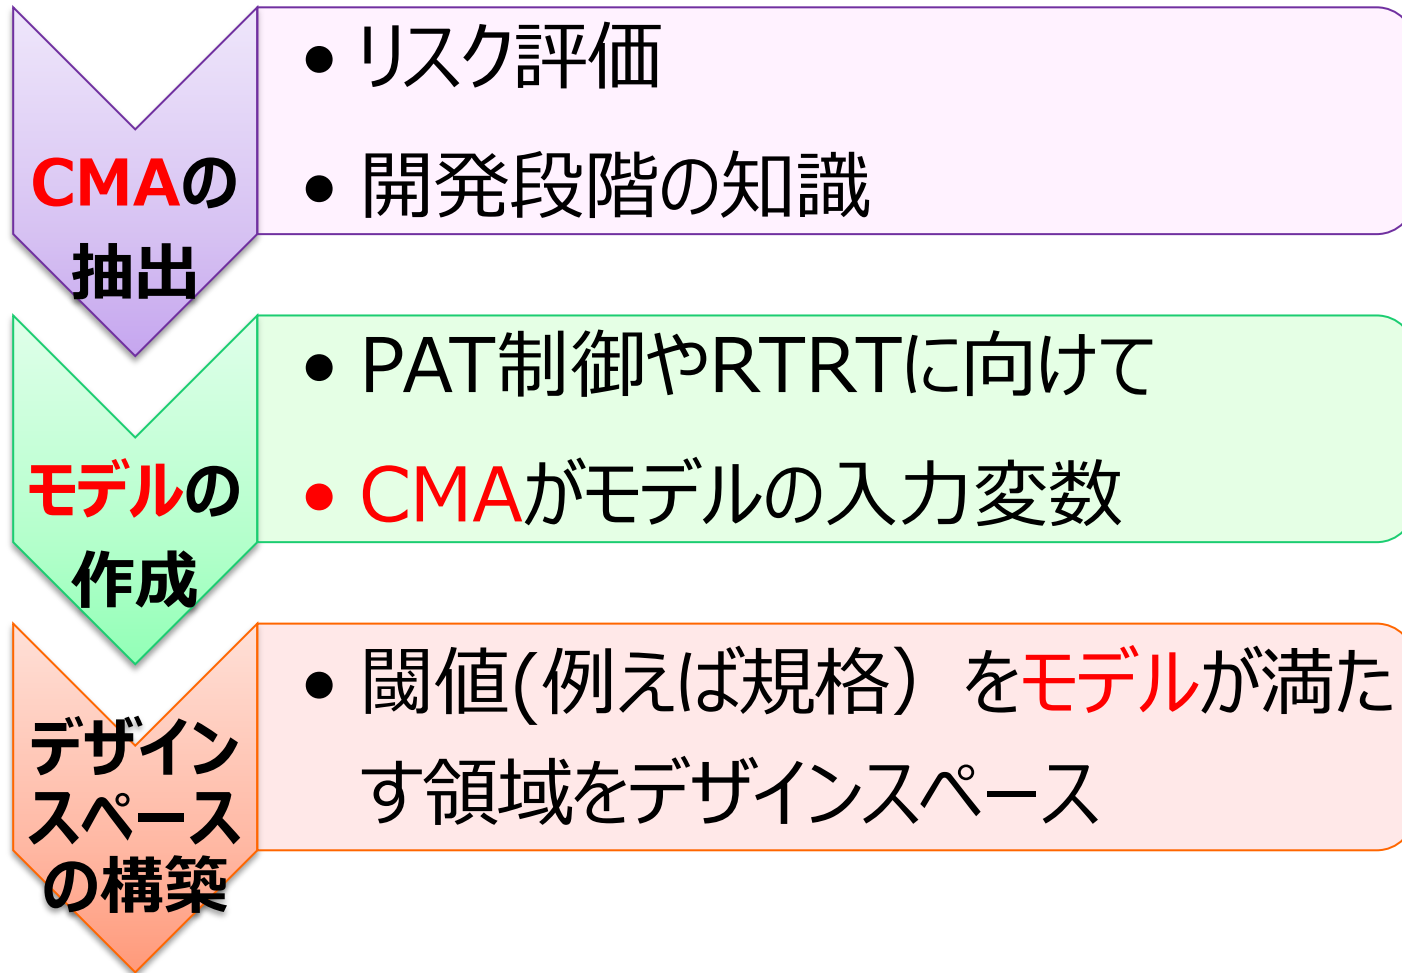 CMAの
抽出
• リスク評価
• 開発段階の知識
モデルの
作成
• PAT制御やRTRTに向けて
• CMAがモデルの入力変数
デザイン
スペース
の構築
• 閾値(例えば規格）をモデルが満た
す領域をデザインスペース